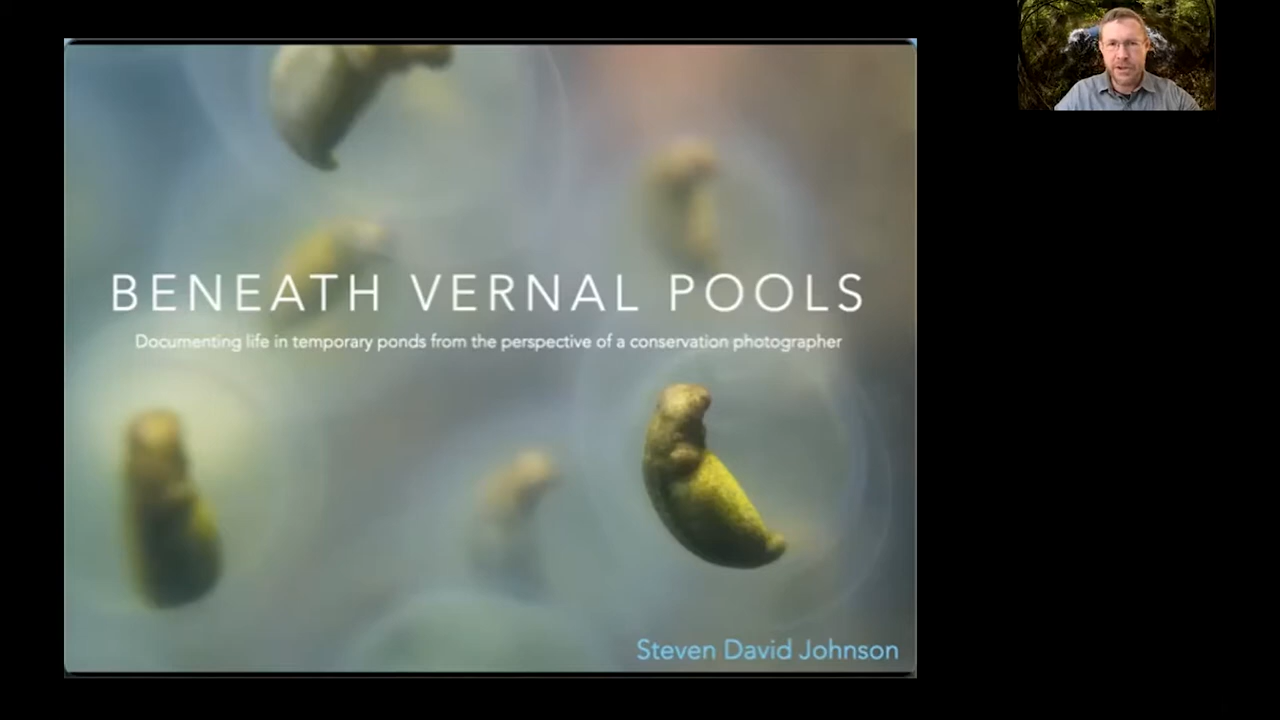 BENEATH VERNAL POOLS
Documenting life in temporary ponds from the perspective of a conservation photographer
Steven David Johnson